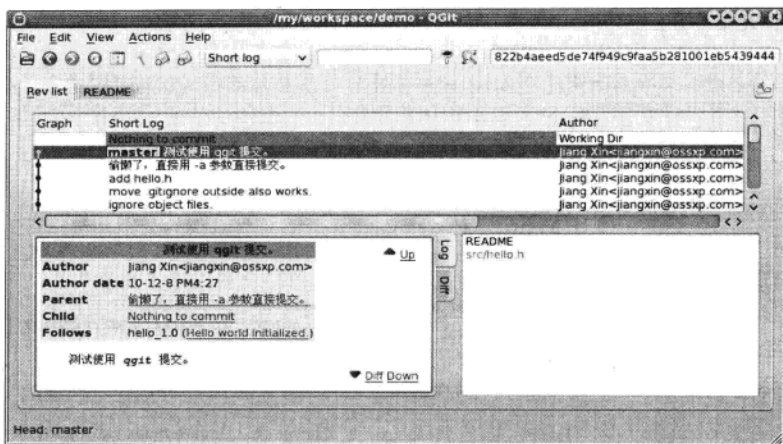 /my/workspace/demo - QGit
File Edit View Actions Help
Short log
822b4aeed5de74f949c9faa5b281001eb5439444
Rev list README
Graph Short Log Author
Nothing to commit Working Dir
master 测试使用 qgit 提交。 Jiang Xin<jiangxin@ossxp.com>
偷懒了，直接用 -a 参数直接提交。 Jiang Xin<jiangxin@ossxp.com>
add hello.h Jiang Xin<jiangxin@ossxp.com>
move .gitignore outside also works. Jiang Xin<jiangxin@ossxp.com>
ignore object files. Jiang Xin<jiangxin@ossxp.com>
测试使用 qgit 提交。
Up
Author Jiang Xin<jiangxin@ossxp.com>
Author date 10-12-8 PM4:27
Parent 偷懒了，直接用 -a 参数直接提交。
Child Nothing to commit
Follows hello_1.0 (Hello world initialized.)
测试使用 qgit 提交。
Diff Down
Log
Diff
README
src/hello.h
Head: master